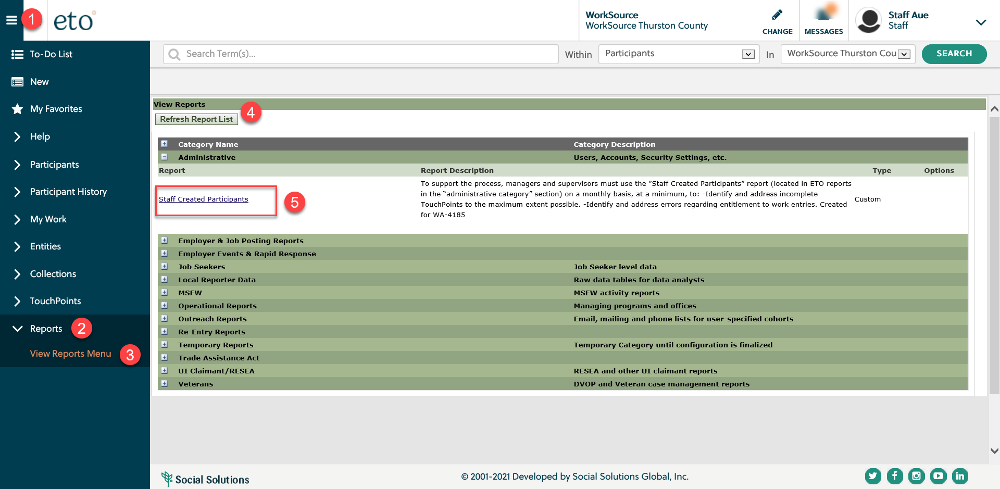 1
eto
WorkSource
WorkSource Thurston County
CHANGE
MESSAGES
Staff Aue
Staff
To-Do List
New
My Favorites
Help
Participants
Participant History
My Work
Entities
Collections
TouchPoints
Reports 2
View Reports Menu 3
Search Term(s)... Within Participants In WorkSource Thurston Cou SEARCH
View Reports
Refresh Report List 4
Category Name Category Description
Administrative Users, Accounts, Security Settings, etc.
Report Report Description Type Options
Staff Created Participants 5
To support the process, managers and supervisors must use the ”Staff Created Participants” report (located in ETO reports
in the “administrative category” section) on a monthly basis, at a minimum, to: -Identify and address incomplete
TouchPoints to the maximum extent possible. -Identify and address errors regarding entitlement to work entries. Created
for WA-4185
Custom
Employer & Job Posting Reports
Employer Events & Rapid Response
Job Seekers Job Seeker level data
Local Reporter Data Raw data tables for data analysts
MSFW MSFW activity reports
Operational Reports Managing programs and offices
Outreach Reports Email, mailing and phone lists for user-specified cohorts
Re-Entry Reports
Temporary Reports Temporary Category until configuration is finalized
Trade Assistance Act
UI Claimant/RESEA RESEA and other UI claimant reports
Veterans DVOP and Veteran case management reports
Social Solutions
© 2001-2021 Developed by Social Solutions Global, Inc.